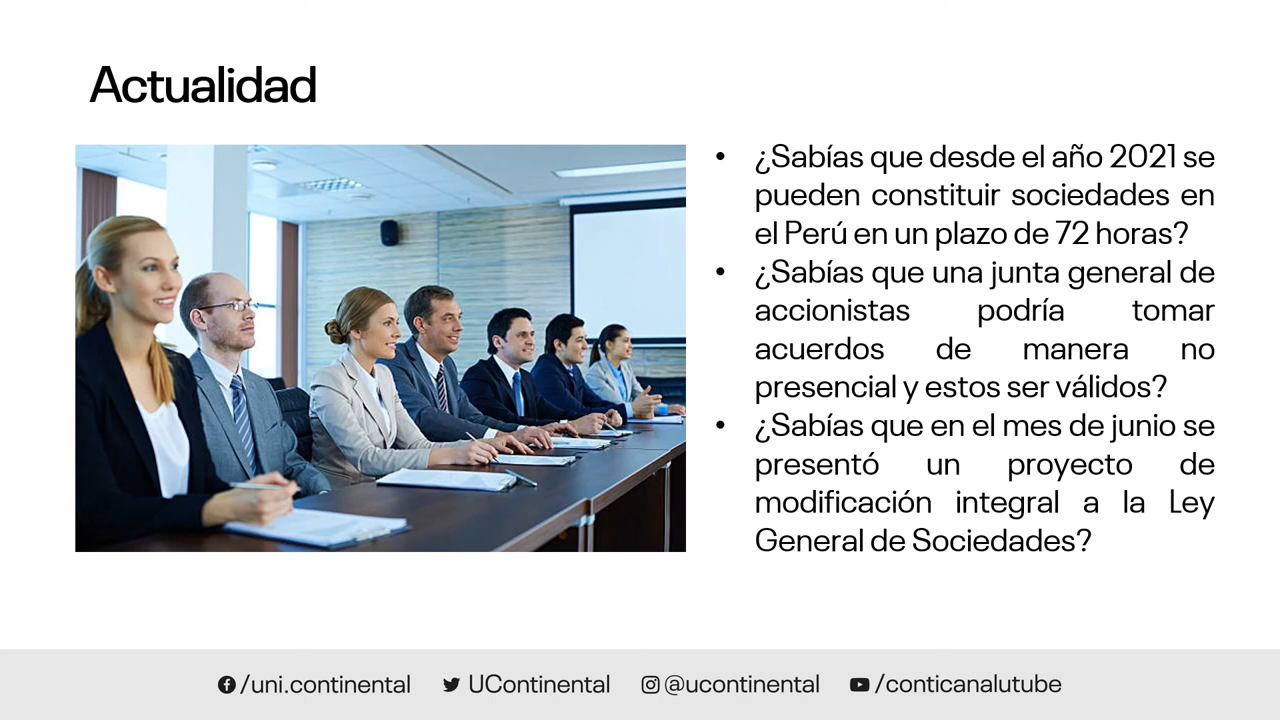 Actualidad
• ¿Sabías que desde el año 2021 se
pueden constituir sociedades en
el Perú en un plazo de 72 horas?
• ¿Sabías que una junta general de
accionistas podría tomar
acuerdos de manera no
presencial y estos ser válidos?
• ¿Sabías que en el mes de junio se
presentó un proyecto de
modificación integral a la Ley
General de Sociedades?
/uni.continental UContinental @ucontinental /conticanalutube